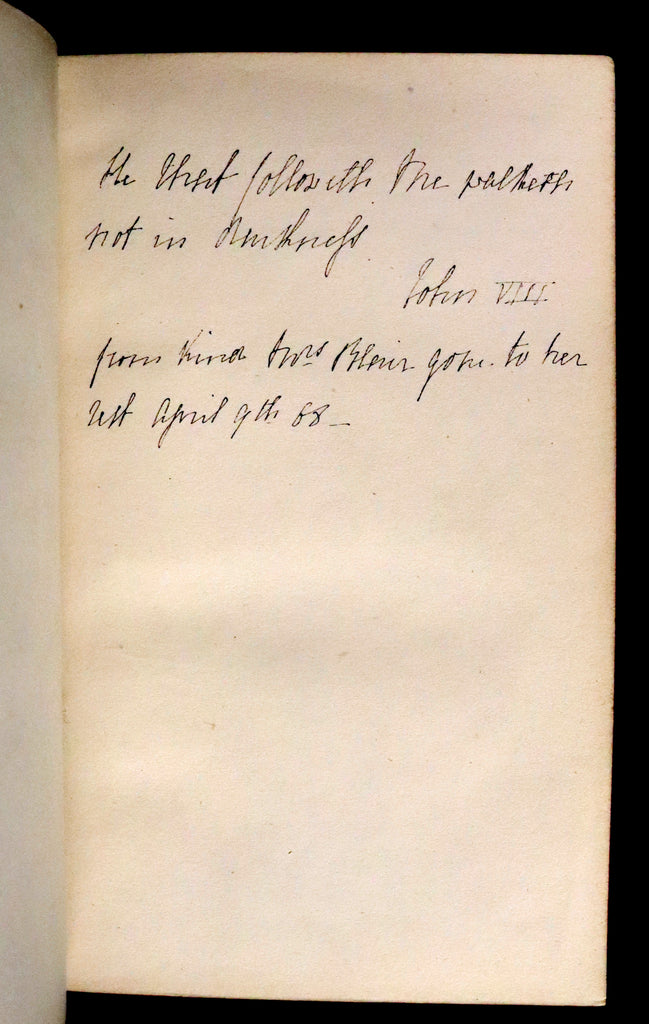 He that followeth Me walketh
not in darkness
John VIII.
from kind Mrs Blair gone to her
rest April 9th 68_